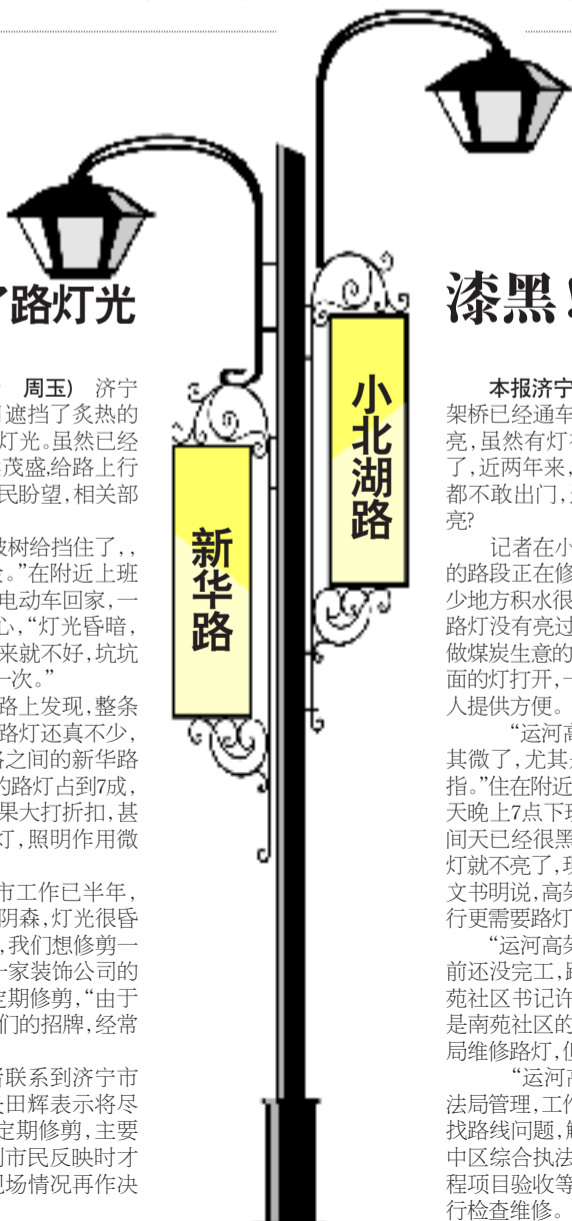 了路灯光
周玉) 济宁
遮挡了炙热的
灯光。虽然已经
茂盛,给路上行
民盼望,相关部
被树给挡住了,,
。”在附近上班
电动车回家,一
心,“灯光昏暗,
来就不好,坑坑
一次。”
路上发现,整条
路灯还真不少,
路之间的新华路
的路灯占到7成,
果大打折扣,甚
灯,照明作用微
市工作已半年,
阴森,灯光很昏
,我们想修剪一
一家装饰公司的
定期修剪,“由于
们的招牌,经常
者联系到济宁市
田辉表示将尽
定期修剪,主要
到市民反映时才
现场情况再作决
新华路
小北湖路
漆黑!
本报济宁
架桥已经通车
亮,虽然有灯
了,近两年来,
都不敢出门,
亮?
记者在小
的路段正在修
少地方积水很
路灯没有亮过
做煤炭生意的
面的灯打开,一
人提供方便。
“运河高
其微了,尤其
指。”住在附近
天晚上7点下班
间天已经很黑
灯就不亮了,现
文书明说,高架
行更需要路灯
“运河高架
前还没完工,路
苑社区书记许
是南苑社区的
局维修路灯,但
“运河高
法局管理,工作
找路线问题,解
中区综合执法
程项目验收等
行检查维修。